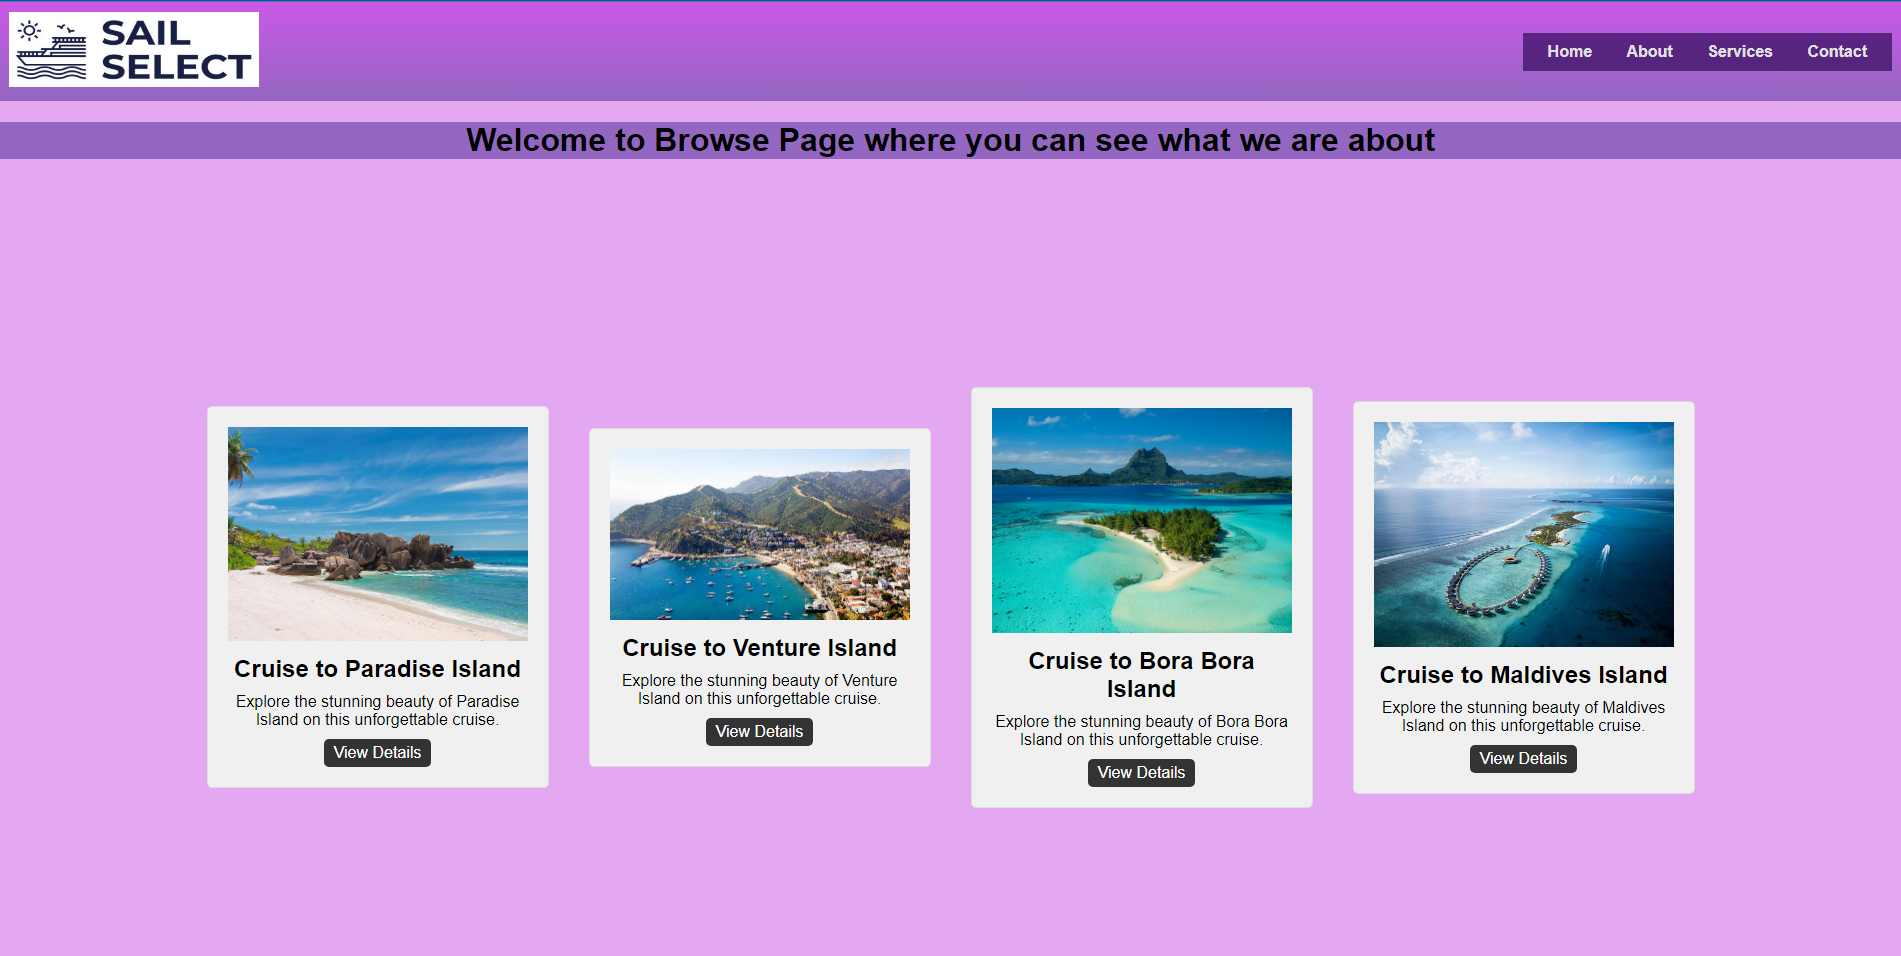 SAIL
SELECT
Home About Services Contact
Welcome to Browse Page where you can see what we are about
Cruise to Paradise Island
Explore the stunning beauty of Paradise
Island on this unforgettable cruise.
View Details
Cruise to Venture Island
Explore the stunning beauty of Venture
Island on this unforgettable cruise.
View Details
Cruise to Bora Bora
Island
Explore the stunning beauty of Bora Bora
Island on this unforgettable cruise.
View Details
Cruise to Maldives Island
Explore the stunning beauty of Maldives
Island on this unforgettable cruise.
View Details